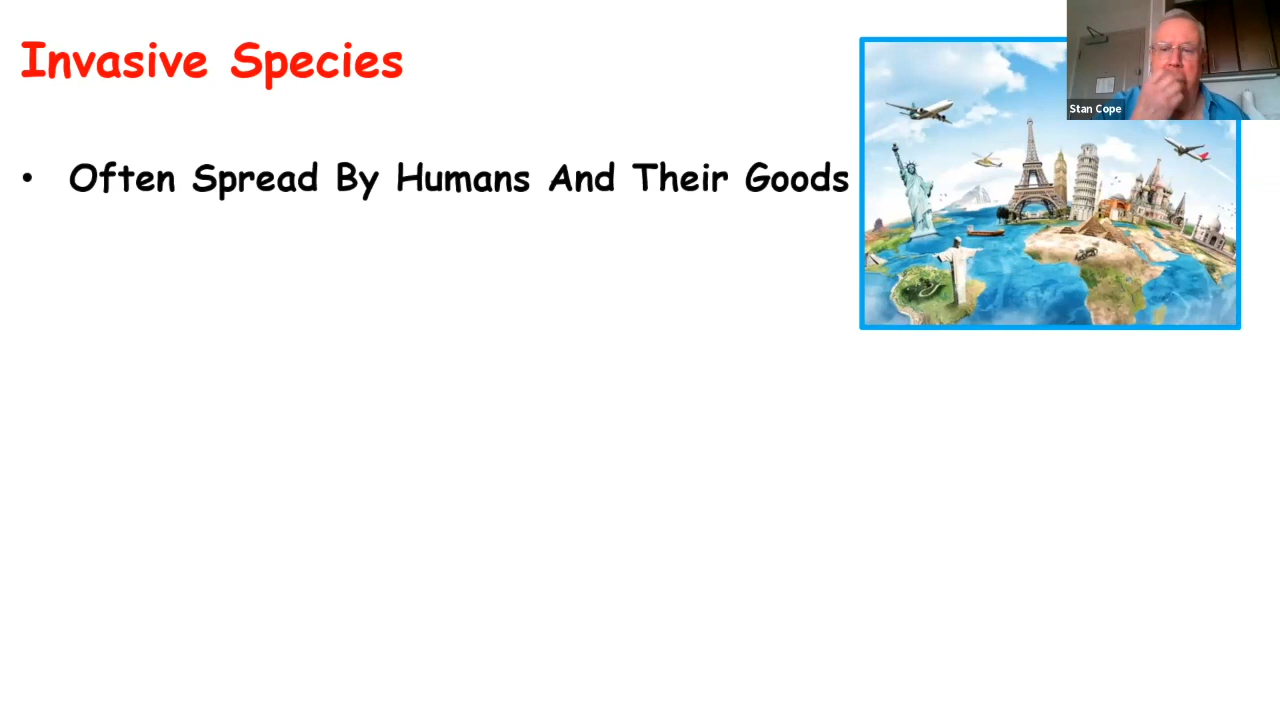 Invasive Species
• Often Spread By Humans And Their Goods
Stan Cope